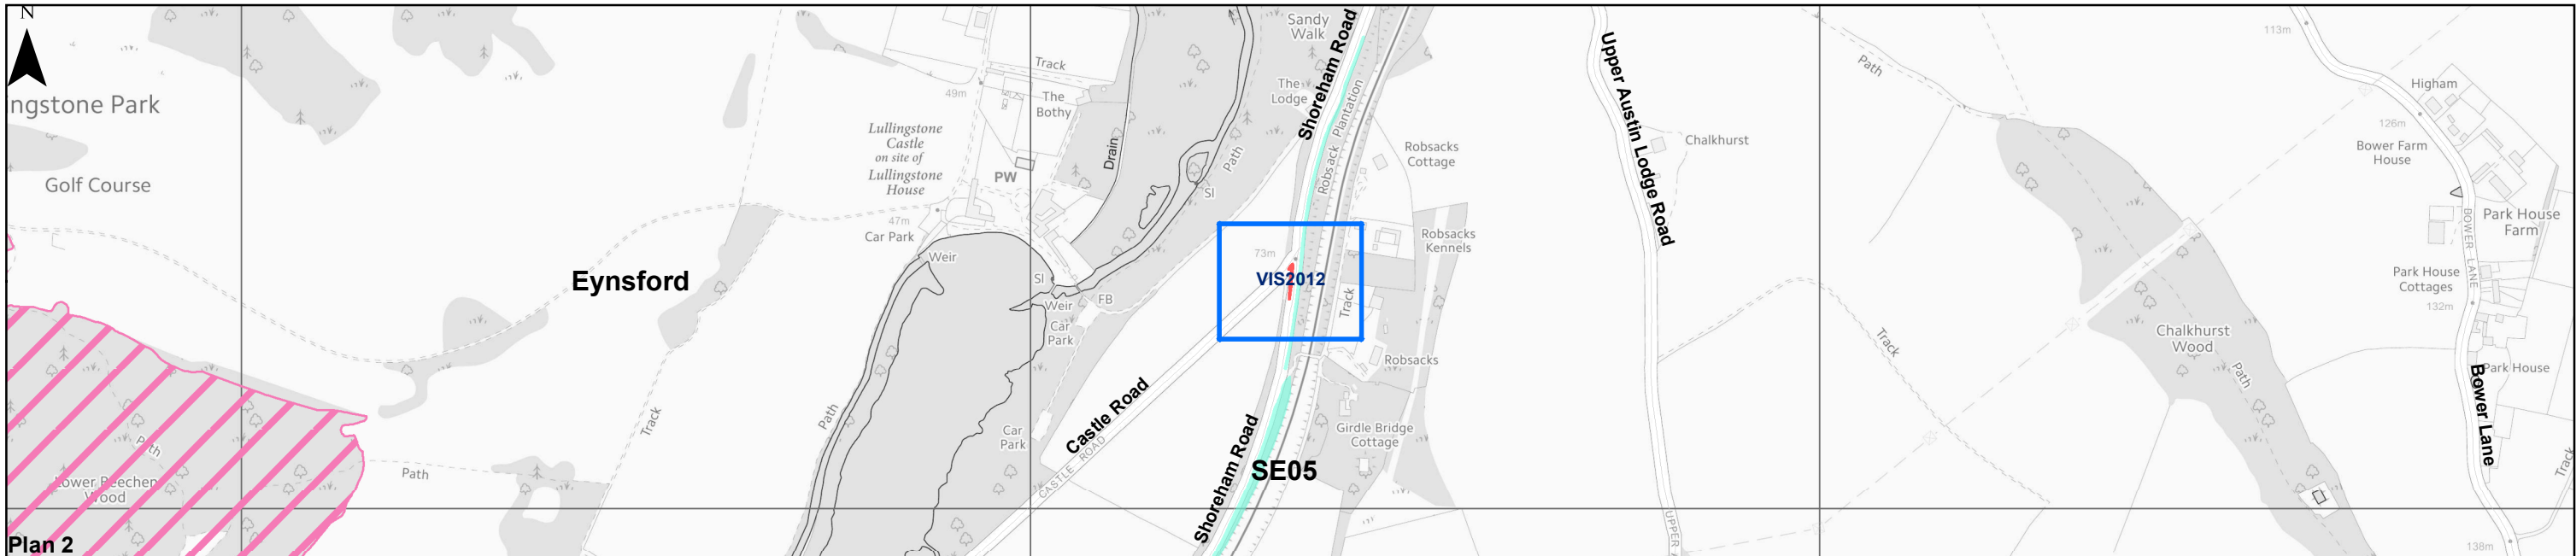 N
ngstone Park
Golf Course
Eynsford
Path
Lower Beechen
Wood
Path
Plan 2
Track
49m
Lullingstone
Castle
on site of
Lullingstone
House
47m
Car Park
Weir
Path
PW
Track
The
Bothy
Drain
SI
Weir
FB
Car
Park
Car
Park
Castle Road
CASTLE ROAD
SI
Path
Sandy
Walk
The
Lodge
Shoreham Road
Robsack Plantation
73m
VIS2012
Track
Robsacks
Cottage
Robsacks
Kennels
Robsacks
Girdle Bridge
Cottage
Shoreham Road
SE05
Upper Austin Lodge Road
UPPER
Chalkhurst
Path
Track
Chalkhurst
Wood
Path
113m
Higham
126m
Bower Farm
House
BOWER LANE
Park House
Farm
Park House
Cottages
132m
Park House
Bower Lane
Track
138m